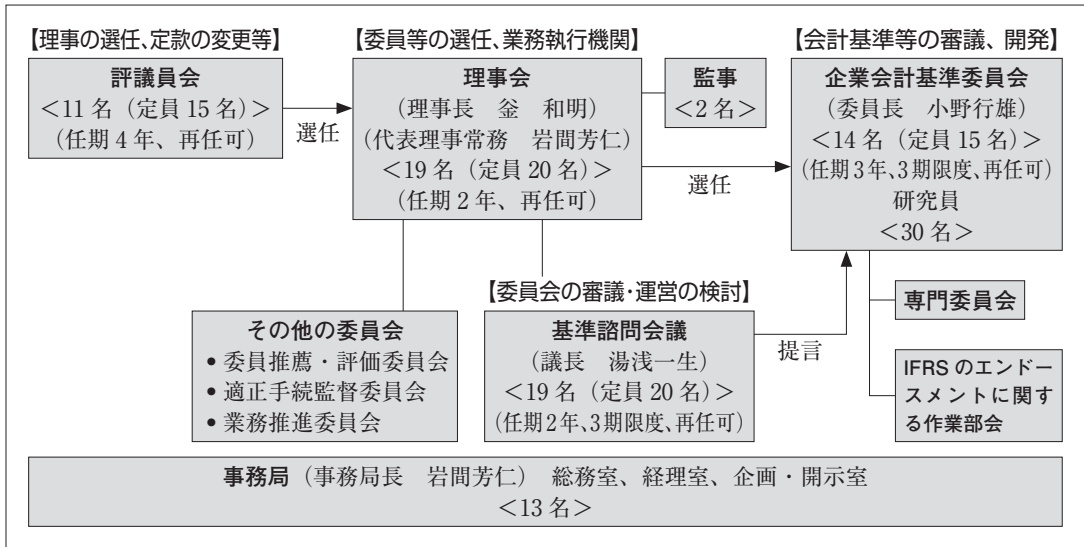 【理事の選任、定款の変更等】
評議員会
<11名(定員15名)>
(任期4年、再任可)
選任
【委員等の選任、業務執行機関】
理事会
(理事長 釡 和明)
(代表理事常務 岩間芳仁)
<19名(定員20名)>
(任期2年、再任可)
監事
<2名>
選任
【会計基準等の審議、開発】
企業会計基準委員会
(委員長 小野行雄)
<14名(定員15名)>
(任期3年、3期限度、再任可)
研究員
<30名>
その他の委員会
• 委員推薦・評価委員会
• 適正手続監督委員会
• 業務推進委員会
【委員会の審議・運営の検討】
基準諮問会議
(議長 湯浅一生)
<19名(定員20名)>
(任期2年、3期限度、再任可)
提言
専門委員会
IFRSのエンドー
スメントに関す
る作業部会
事務局(事務局長 岩間芳仁) 総務室、経理室、企画・開示室
<13名>